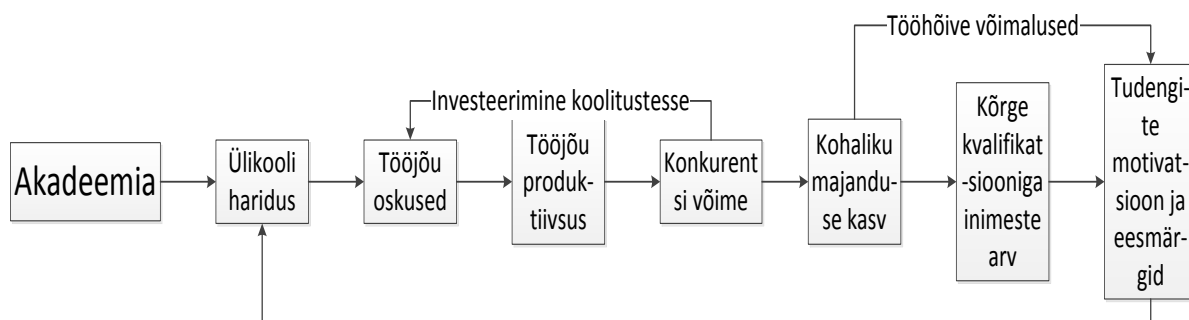 Tööhõive võimalused
Investeerimine koolitustesse
Akadeemia
Ülikooli
haridus
Tööjõu
oskused
Tööjõu
produk-
tiivsus
Konkurent
si võime
Kohaliku
majandu-
se kasv
Kõrge
kvalifikat
-siooniga
inimeste
arv
Tudengi-
te
motivat-
sioon ja
eesmär-
gid